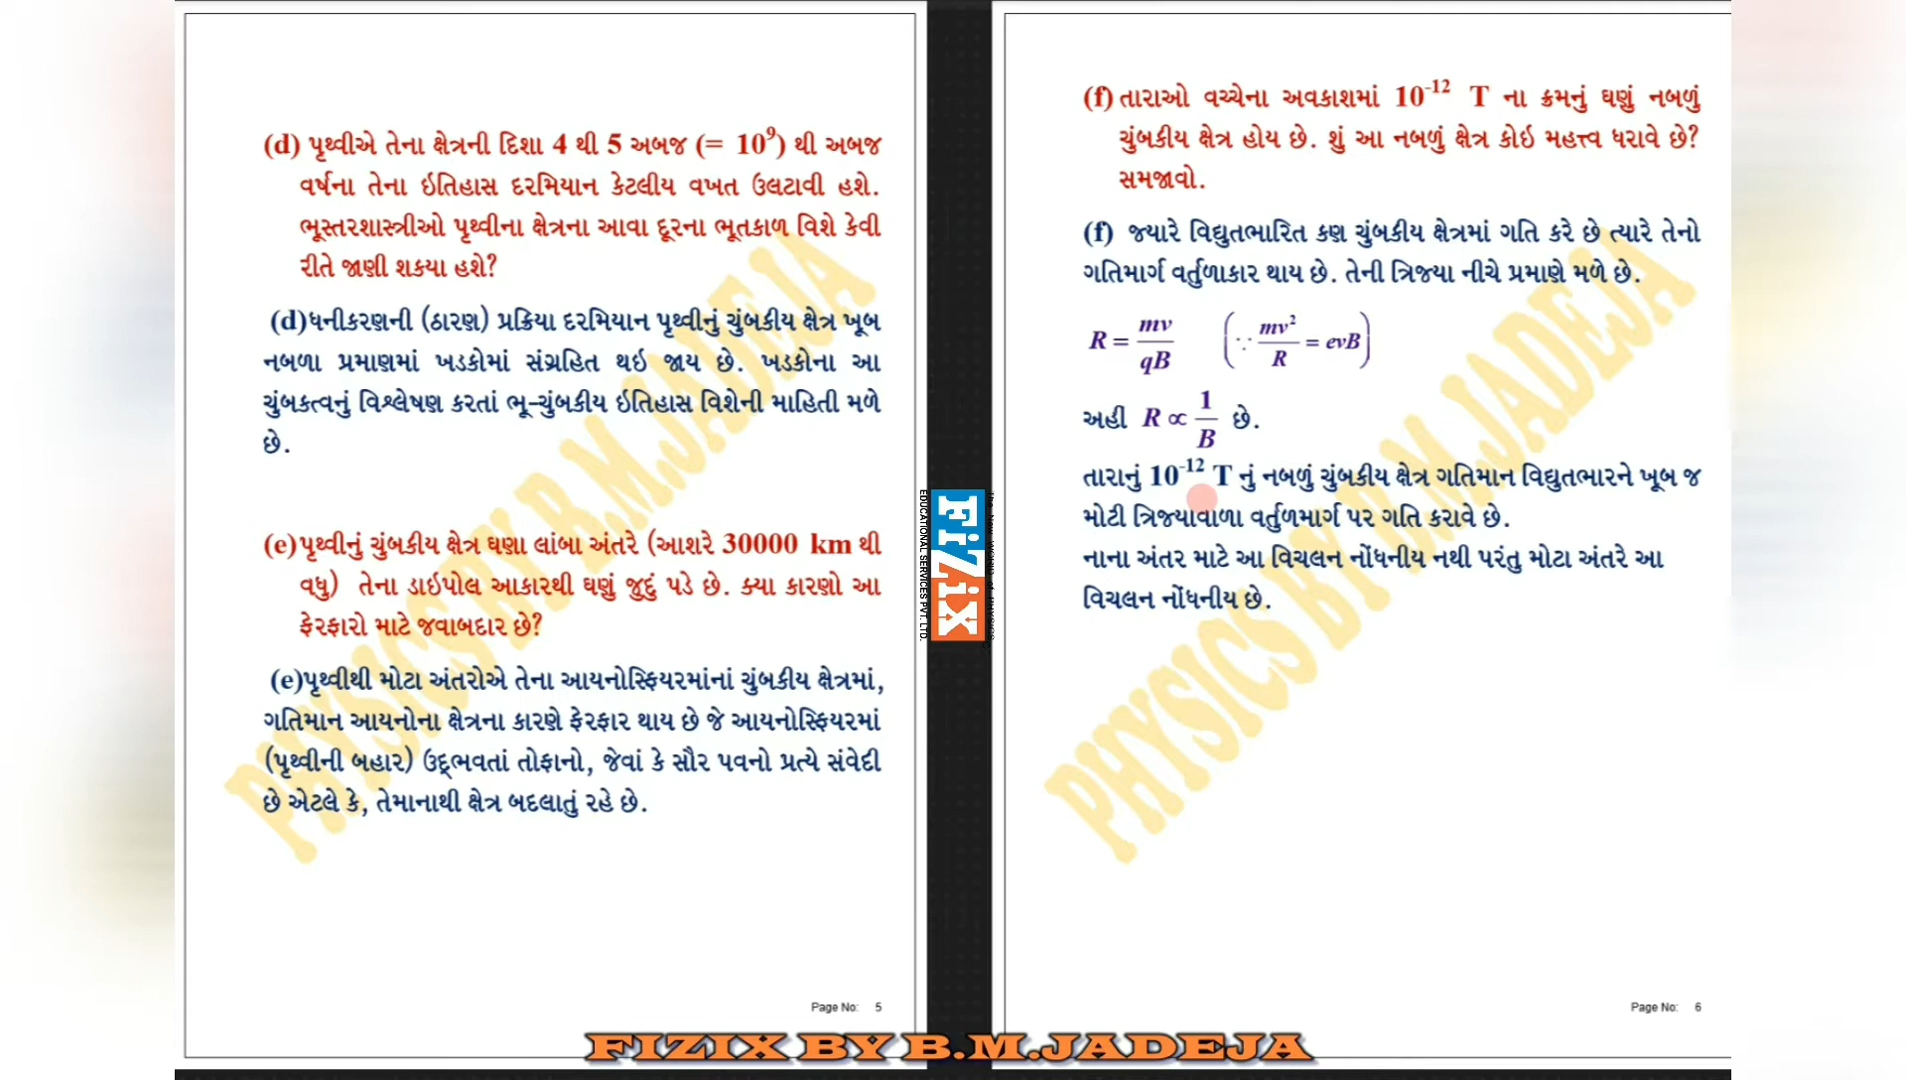 (d) પૃથ્વીએ તેના ક્ષેત્રની દિશા 4 થી 5 અબજ (= 10⁹) થી અબજ
વર્ષના તેના ઇતિહાસ દરમિયાન કેટલીય વખત ઉલટાવી હશે.
ભૂસ્તરશાસ્ત્રીઓ પૃથ્વીના ક્ષેત્રના આવા દૂરના ભૂતકાળ વિશે કેવી
રીતે જાણી શકયા હશે?
(d)ધનીકરણની (ઠારણ) પ્રક્રિયા દરમિયાન પૃથ્વીનું ચુંબકીય ક્ષેત્ર ખૂબ
નબળા પ્રમાણમાં ખડકોમાં સંગ્રહિત થઇ જાય છે. ખડકોના આ
ચુંબકત્વનું વિશ્લેષણ કરતાં ભૂ-ચુંબકીય ઇતિહાસ વિશેની માહિતી મળે
છે.
(e)પૃથ્વીનું ચુંબકીય ક્ષેત્ર ઘણા લાંબા અંતરે (આશરે 30000 km થી
વધુ) તેના ડાઇપોલ આકારથી ઘણું જુદું પડે છે. ક્યા કારણો આ
ફેરફારો માટે જવાબદાર છે?
(e)પૃથ્વીથી મોટા અંતરોએ તેના આયનોસ્ફિયરમાંનાં ચુંબકીય ક્ષેત્રમાં,
ગતિમાન આયનોના ક્ષેત્રના કારણે ફેરફાર થાય છે જે આયનોસ્ફિયરમાં
(પૃથ્વીની બહાર) ઉદ્દભવતાં તોફાનો, જેવાં કે સૌર પવનો પ્રત્યે સંવેદી
છે એટલે કે, તેમાનાથી ક્ષેત્ર બદલાતું રહે છે.
PHYSICS BY B.M.JADEJA
Page No: 5
EDUCATIONAL SERVICES PVT. LTD.
FiZiX
(f) તારાઓ વચ્ચેના અવકાશમાં 10⁻¹² T ના ક્રમનું ઘણું નબળું
ચુંબકીય ક્ષેત્ર હોય છે. શું આ નબળું ક્ષેત્ર કોઇ મહત્ત્વ ધરાવે છે?
સમજાવો.
(f) જ્યારે વિદ્યુતભારિત કણ ચુંબકીય ક્ષેત્રમાં ગતિ કરે છે ત્યારે તેનો
ગતિમાર્ગ વર્તુળાકાર થાય છે. તેની ત્રિજ્યા નીચે પ્રમાણે મળે છે.
R = mv/qB (∵ mv²/R = evB)
અહી R ∝ 1/B છે.
તારાનું 10⁻¹² T નું નબળું ચુંબકીય ક્ષેત્ર ગતિમાન વિદ્યુતભારને ખૂબ જ
મોટી ત્રિજ્યાવાળા વર્તુળમાર્ગ પર ગતિ કરાવે છે.
નાના અંતર માટે આ વિચલન નોંધનીય નથી પરંતુ મોટા અંતરે આ
વિચલન નોંધનીય છે.
PHYSICS BY B.M.JADEJA
Page No: 6
FIZIX BY B.M.JADEJA